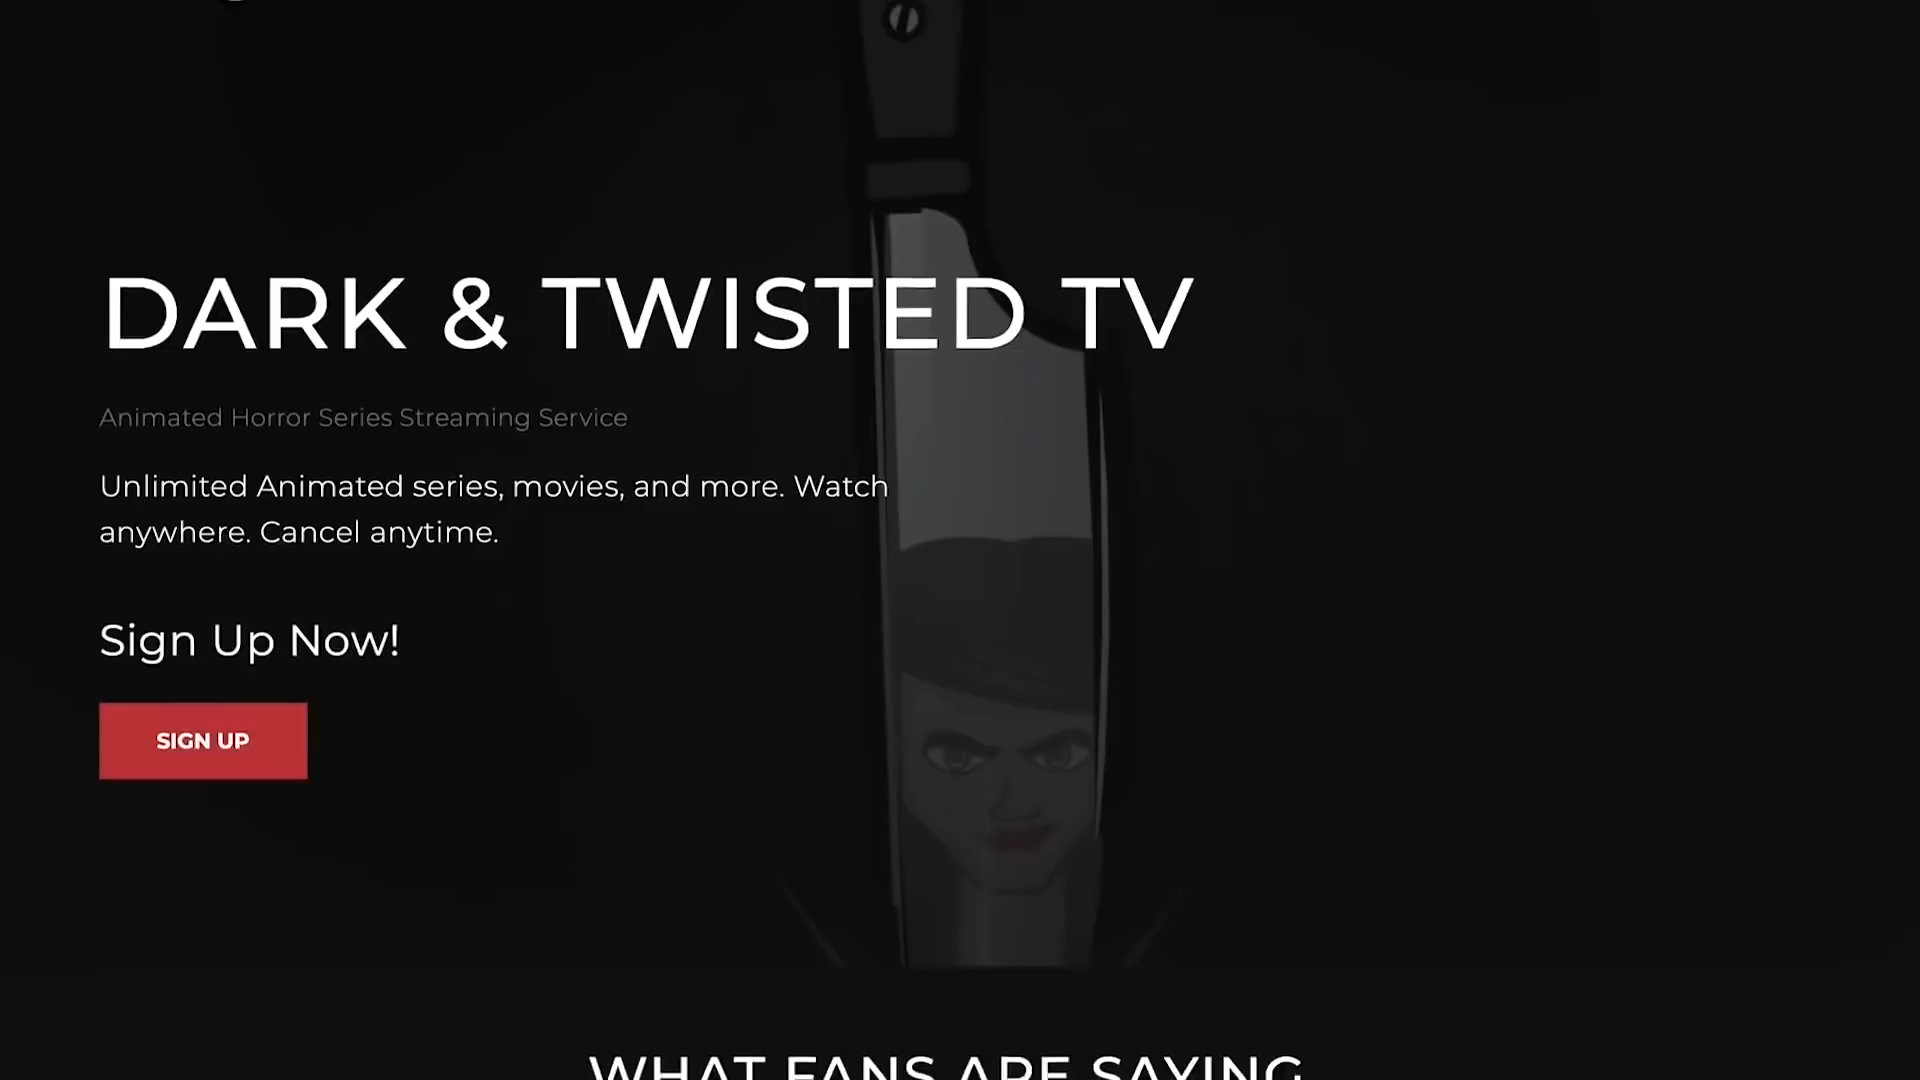 DARK & TWISTED TV
Animated Horror Series Streaming Service
Unlimited Animated series, movies, and more. Watch
anywhere. Cancel anytime.
Sign Up Now!
SIGN UP
WHAT FANS ARE SAYING